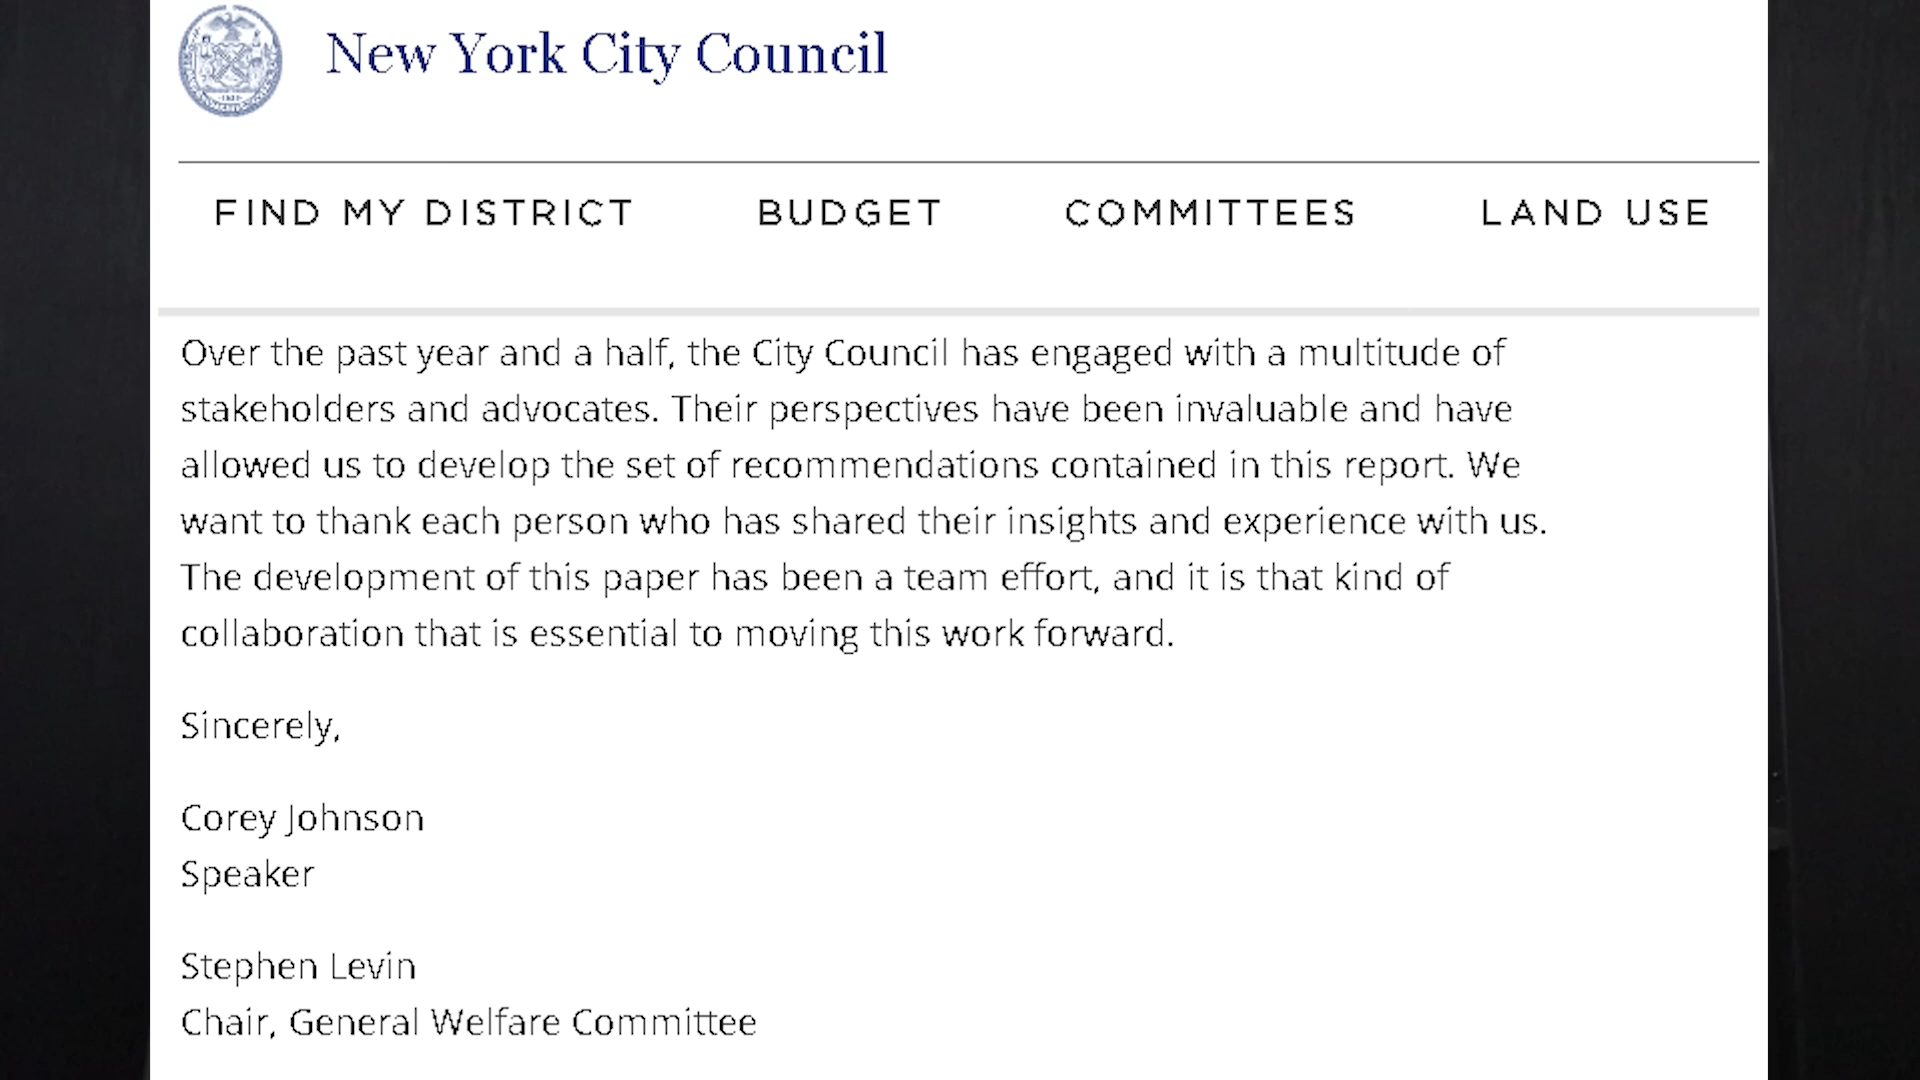 New York City Council
FIND MY DISTRICT BUDGET COMMITTEES LAND USE
Over the past year and a half, the City Council has engaged with a multitude of
stakeholders and advocates. Their perspectives have been invaluable and have
allowed us to develop the set of recommendations contained in this report. We
want to thank each person who has shared their insights and experience with us.
The development of this paper has been a team effort, and it is that kind of
collaboration that is essential to moving this work forward.
Sincerely,
Corey Johnson
Speaker
Stephen Levin
Chair, General Welfare Committee